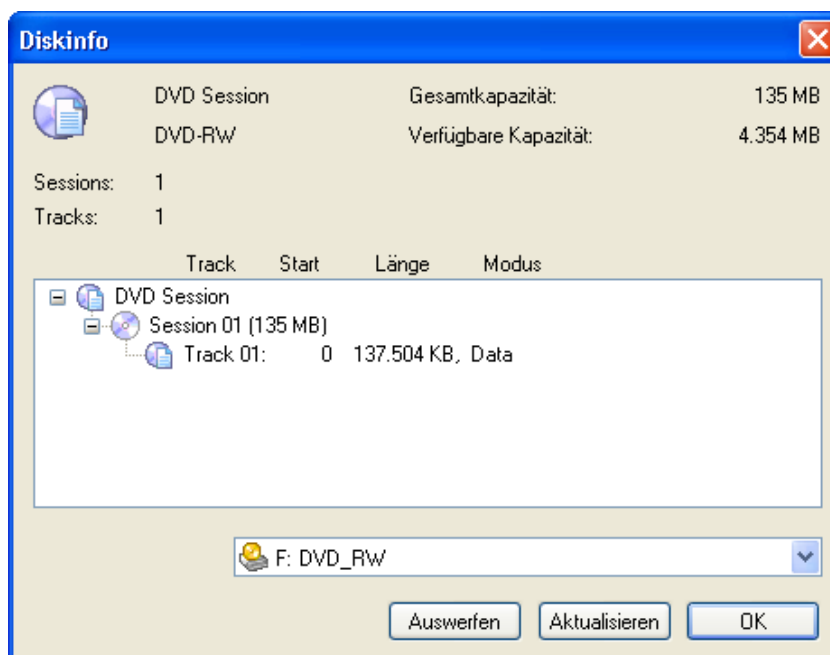 Diskinfo
DVD Session Gesamtkapazität: 135 MB
DVD-RW Verfügbare Kapazität: 4.354 MB
Sessions: 1
Tracks: 1
Track Start Länge Modus
DVD Session
Session 01 (135 MB)
Track 01: 0 137.504 KB, Data
F: DVD_RW
Auswerfen Aktualisieren OK